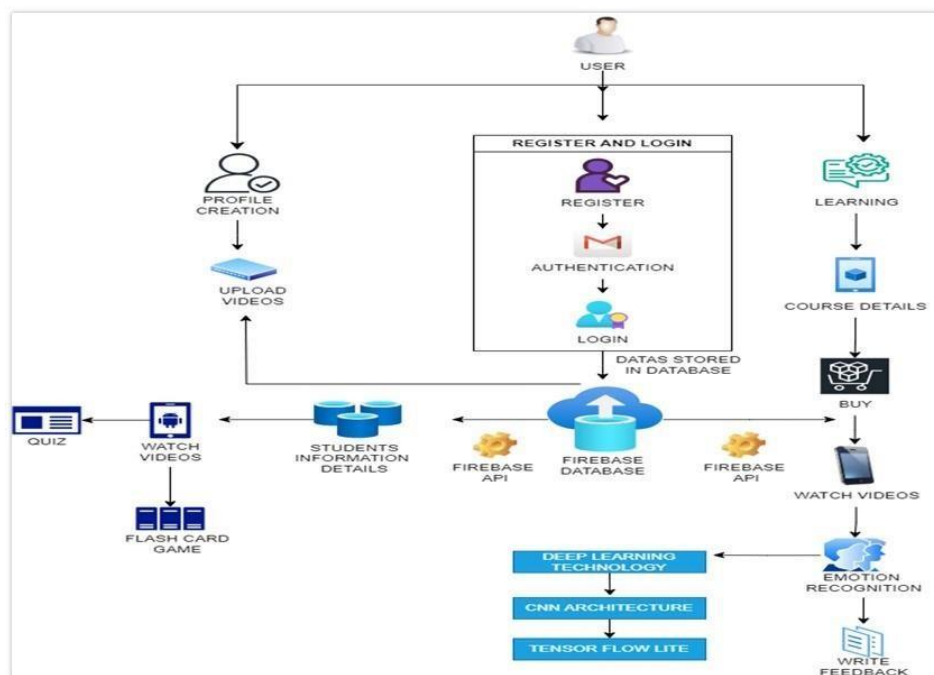 USER
REGISTER AND LOGIN
REGISTER
AUTHENTICATION
LOGIN
PROFILE
CREATION
UPLOAD
VIDEOS
LEARNING
COURSE DETAILS
BUY
DATAS STORED
IN DATABASE
QUIZ
WATCH
VIDEOS
STUDENTS
INFORMATION
DETAILS
FIREBASE
API
FIREBASE
DATABASE
FIREBASE
API
WATCH VIDEOS
FLASH CARD
GAME
DEEP LEARNING
TECHNOLOGY
CNN ARCHITECTURE
TENSOR FLOW LITE
EMOTION
RECOGNITION
WRITE
FEEDBACK